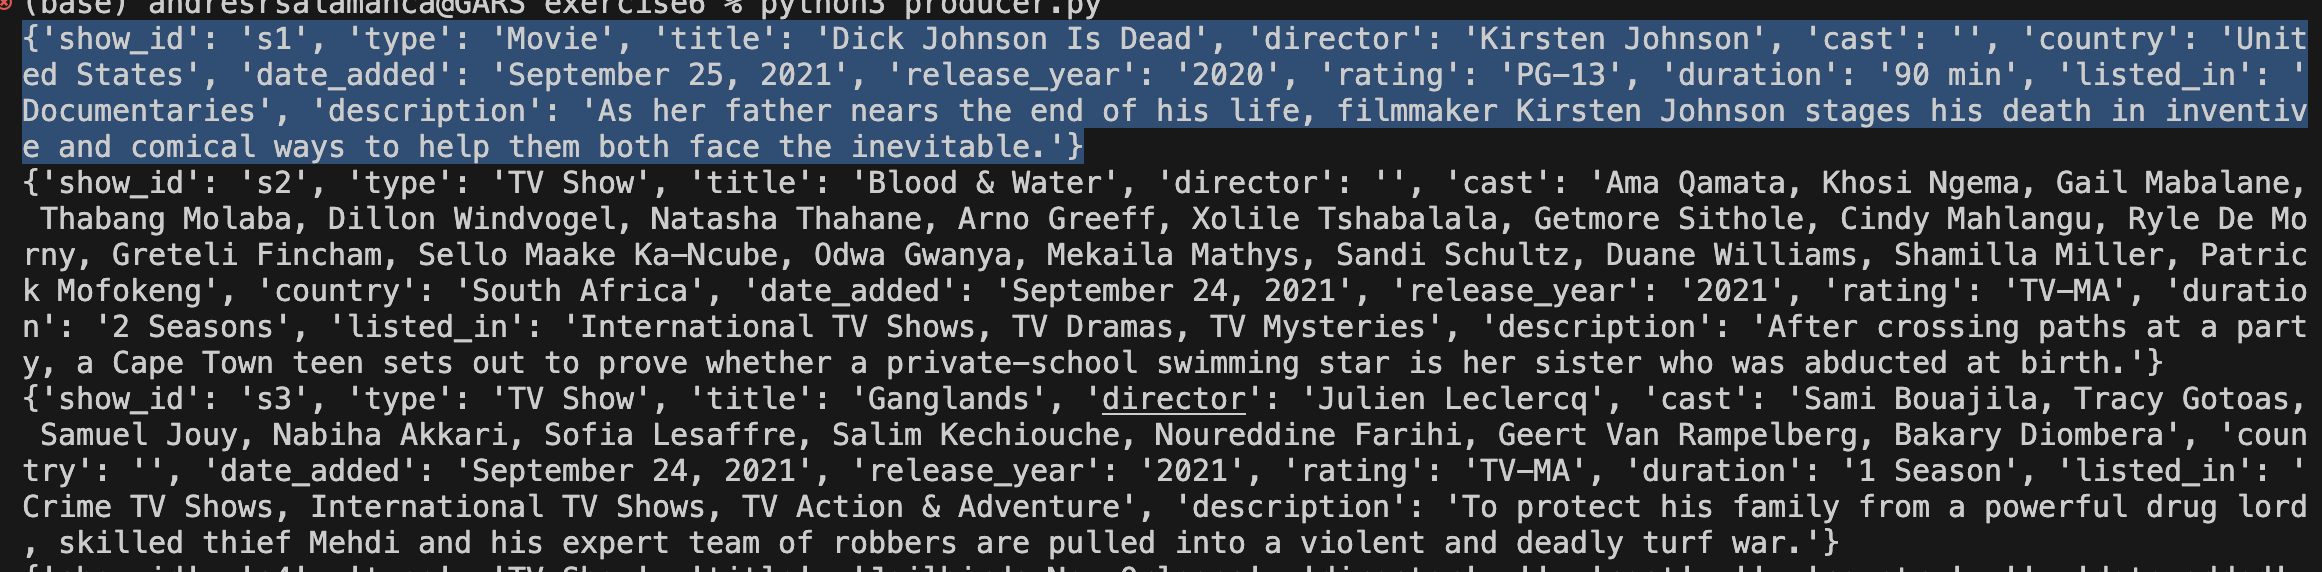 (base) andresrsalamanca@GARS exercise6 % python3 producer.py
{'show_id': 's1', 'type': 'Movie', 'title': 'Dick Johnson Is Dead', 'director': 'Kirsten Johnson', 'cast': '', 'country': 'Unit
ed States', 'date_added': 'September 25, 2021', 'release_year': '2020', 'rating': 'PG-13', 'duration': '90 min', 'listed_in': '
Documentaries', 'description': 'As her father nears the end of his life, filmmaker Kirsten Johnson stages his death in inventiv
e and comical ways to help them both face the inevitable.'}
{'show_id': 's2', 'type': 'TV Show', 'title': 'Blood & Water', 'director': '', 'cast': 'Ama Qamata, Khosi Ngema, Gail Mabalane,
 Thabang Molaba, Dillon Windvogel, Natasha Thahane, Arno Greeff, Xolile Tshabalala, Getmore Sithole, Cindy Mahlangu, Ryle De Mo
rny, Greteli Fincham, Sello Maake Ka-Ncube, Odwa Gwanya, Mekaila Mathys, Sandi Schultz, Duane Williams, Shamilla Miller, Patric
k Mofokeng', 'country': 'South Africa', 'date_added': 'September 24, 2021', 'release_year': '2021', 'rating': 'TV-MA', 'duratio
n': '2 Seasons', 'listed_in': 'International TV Shows, TV Dramas, TV Mysteries', 'description': 'After crossing paths at a part
y, a Cape Town teen sets out to prove whether a private-school swimming star is her sister who was abducted at birth.'}
{'show_id': 's3', 'type': 'TV Show', 'title': 'Ganglands', 'director': 'Julien Leclercq', 'cast': 'Sami Bouajila, Tracy Gotoas,
 Samuel Jouy, Nabiha Akkari, Sofia Lesaffre, Salim Kechiouche, Noureddine Farihi, Geert Van Rampelberg, Bakary Diombera', 'coun
try': '', 'date_added': 'September 24, 2021', 'release_year': '2021', 'rating': 'TV-MA', 'duration': '1 Season', 'listed_in': '
Crime TV Shows, International TV Shows, TV Action & Adventure', 'description': 'To protect his family from a powerful drug lord
, skilled thief Mehdi and his expert team of robbers are pulled into a violent and deadly turf war.'}